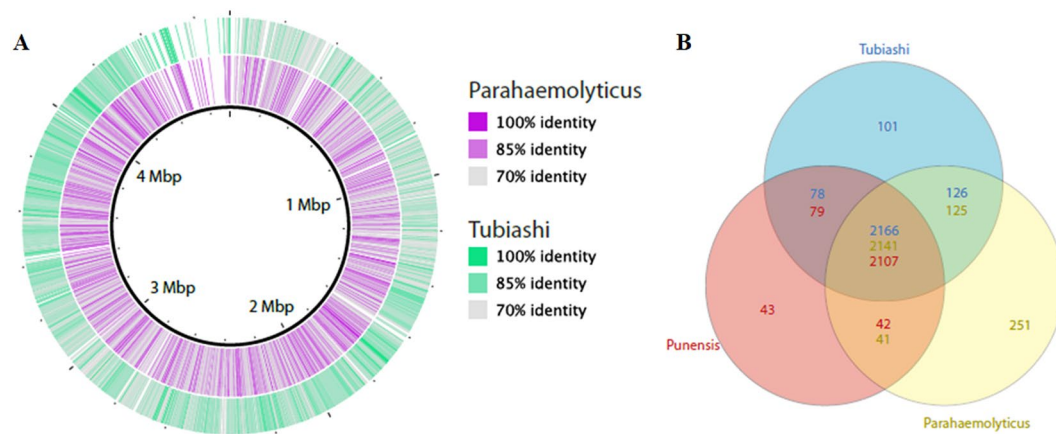 A
4 Mbp
1 Mbp
3 Mbp
2 Mbp
Parahaemolyticus
100% identity
85% identity
70% identity
Tubiashi
100% identity
85% identity
70% identity
B
Tubiashi
101
78
79
126
125
2166
2141
2107
43
42
41
251
Punensis
Parahaemolyticus